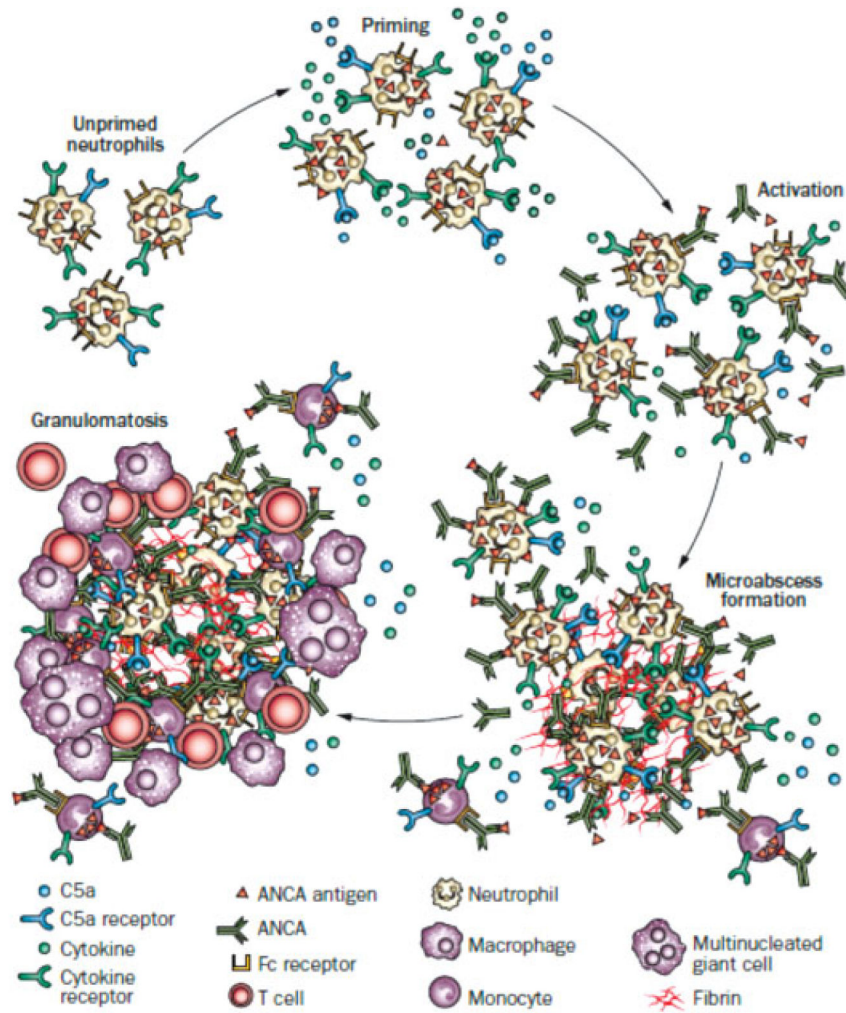 Priming
Unprimed
neutrophils
Activation
Granulomatosis
Microabscess
formation
C5a
C5a receptor
Cytokine
Cytokine
receptor
ANCA antigen
ANCA
Fc receptor
T cell
Neutrophil
Macrophage
Monocyte
Multinucleated
giant cell
Fibrin